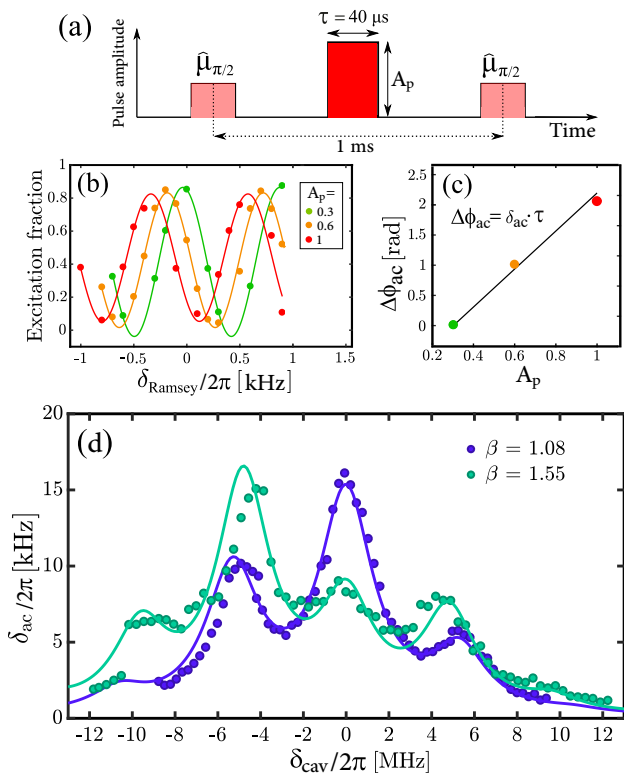 (a)
τ = 40 μs
Pulse amplitude
μ̂π/2
Aₚ
μ̂π/2
Time
1 ms
(b)
Aₚ=
0.3
0.6
1
Excitation fraction
1
0.8
0.6
0.4
0.2
0
-1 -0.5 0 0.5 1 1.5
δRamsey/2π [kHz]
(c)
Δϕac= δac·τ
Δϕac [rad]
2.5
2
1.5
1
0.5
0
0.2 0.4 0.6 0.8 1
Aₚ
(d)
β = 1.08
β = 1.55
δac/2π [kHz]
20
15
10
5
0
-12 -10 -8 -6 -4 -2 0 2 4 6 8 10 12
δcav/2π [MHz]